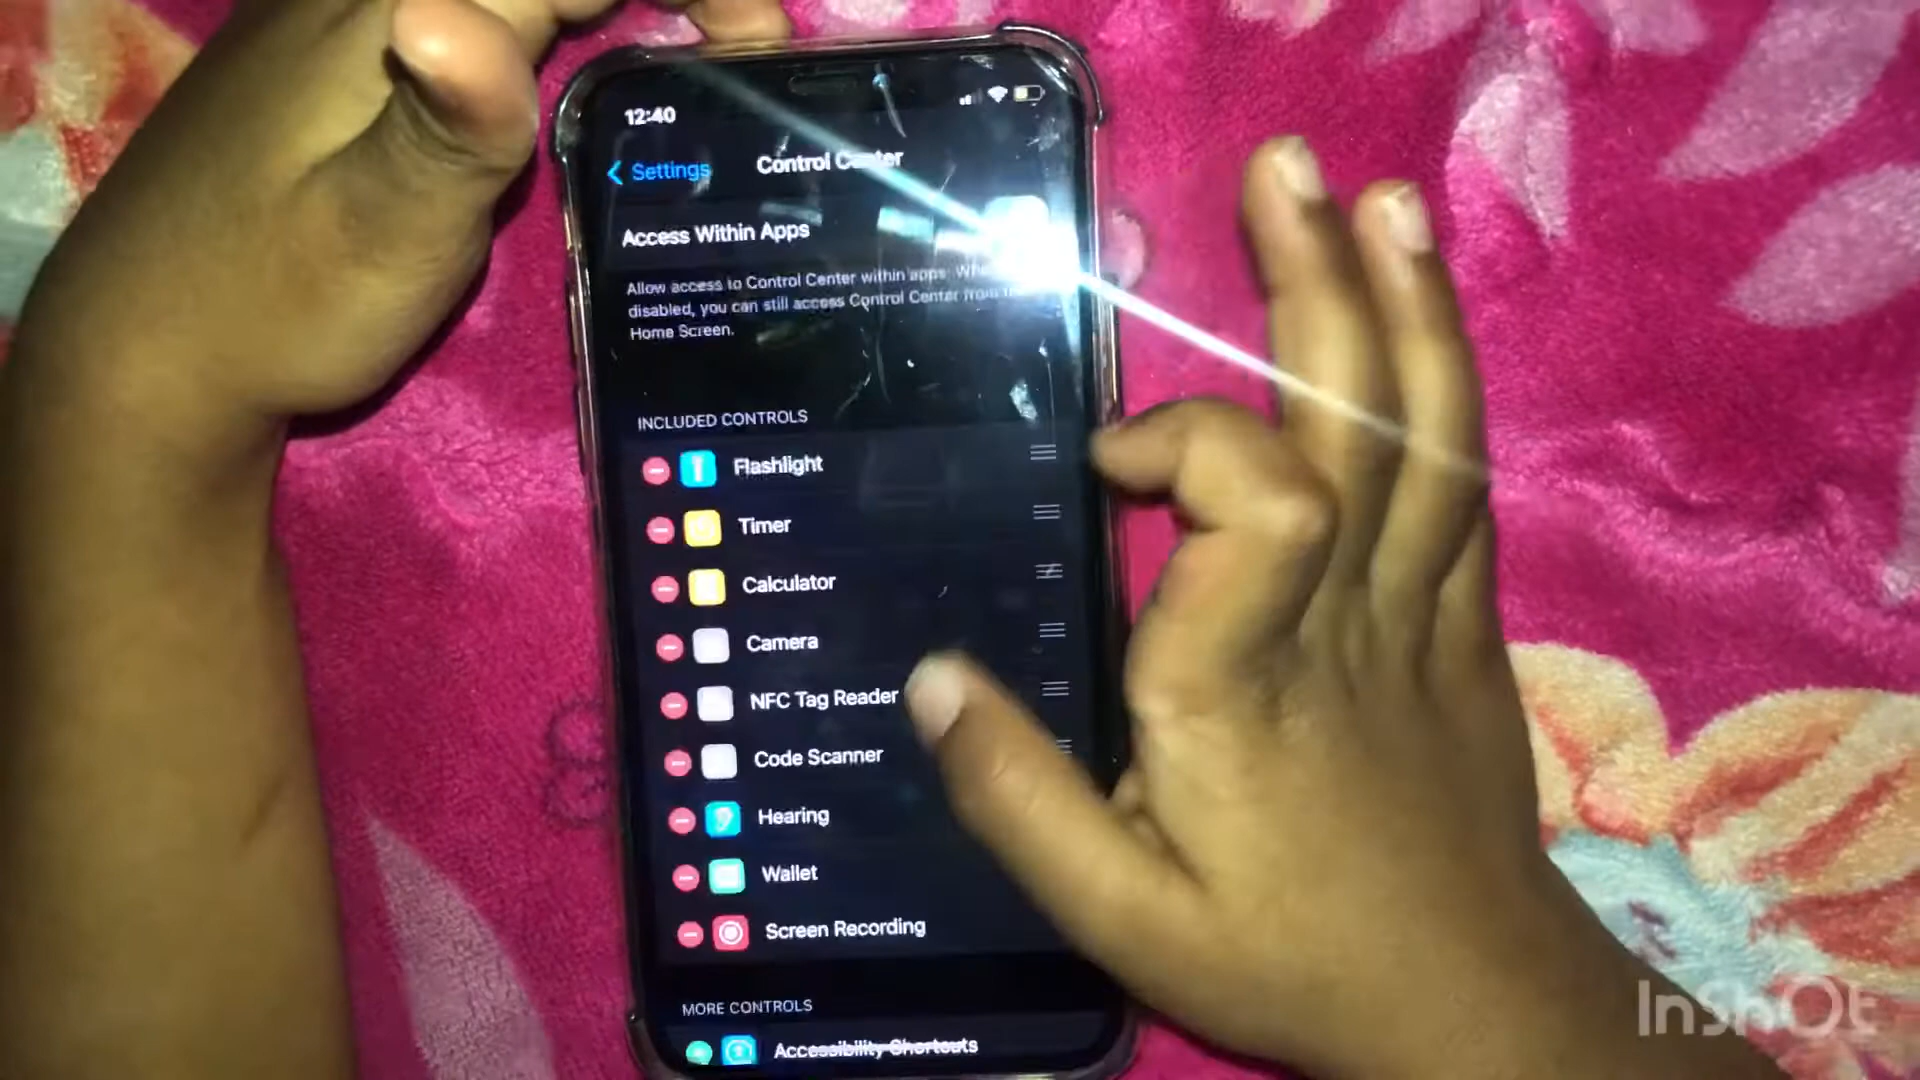 12:40
Settings
Control Center
Access Within Apps
Allow access to Control Center within apps. When
disabled, you can still access Control Center from the
Home Screen.
INCLUDED CONTROLS
Flashlight
Timer
Calculator
Camera
NFC Tag Reader
Code Scanner
Hearing
Wallet
Screen Recording
MORE CONTROLS
Accessibility Shortcuts
InShOt